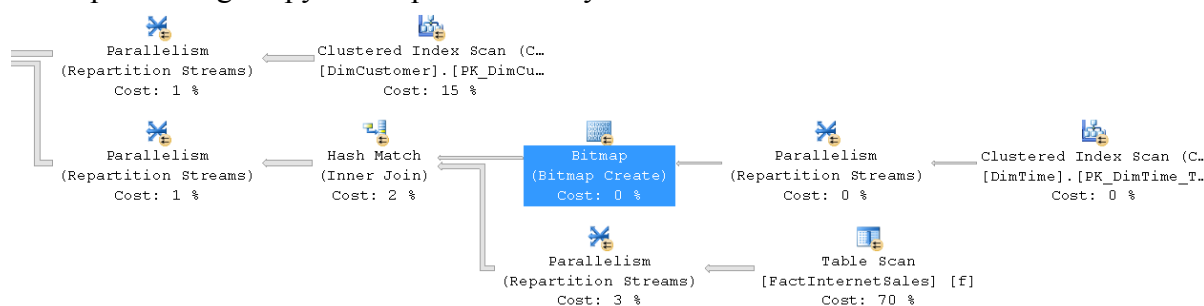 Parallelism
(Repartition Streams)
Cost: 1 %
Clustered Index Scan (C…
[DimCustomer].[PK_DimCu…
Cost: 15 %
Parallelism
(Repartition Streams)
Cost: 1 %
Hash Match
(Inner Join)
Cost: 2 %
Bitmap
(Bitmap Create)
Cost: 0 %
Parallelism
(Repartition Streams)
Cost: 0 %
Clustered Index Scan (C…
[DimTime].[PK_DimTime_T…
Cost: 0 %
Parallelism
(Repartition Streams)
Cost: 3 %
Table Scan
[FactInternetSales] [f]
Cost: 70 %